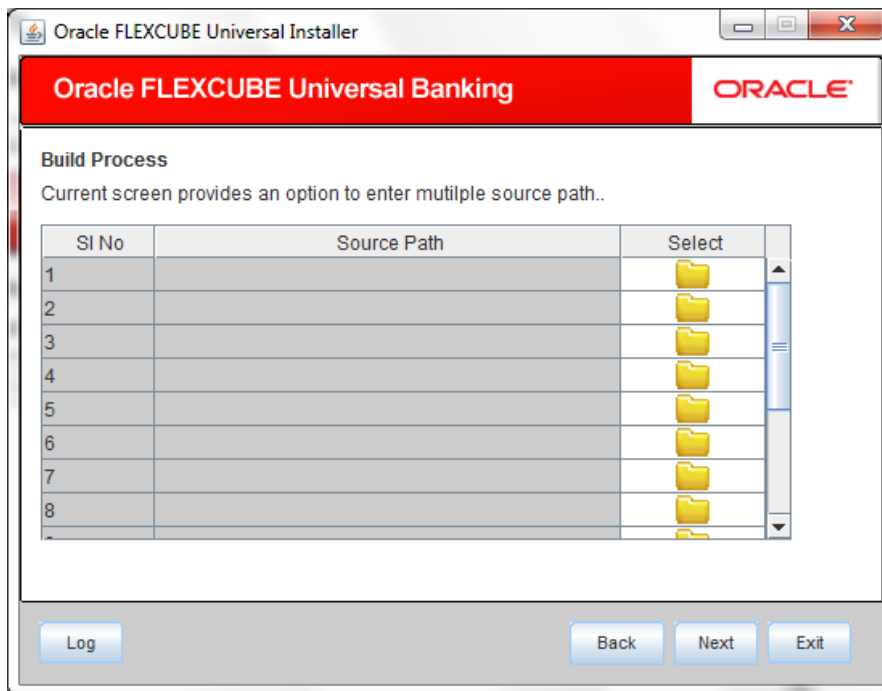 Oracle FLEXCUBE Universal Installer
Oracle FLEXCUBE Universal Banking
ORACLE
Build Process
Current screen provides an option to enter mutilple source path..
Sl No Source Path Select
1
2
3
4
5
6
7
8
Log Back Next Exit